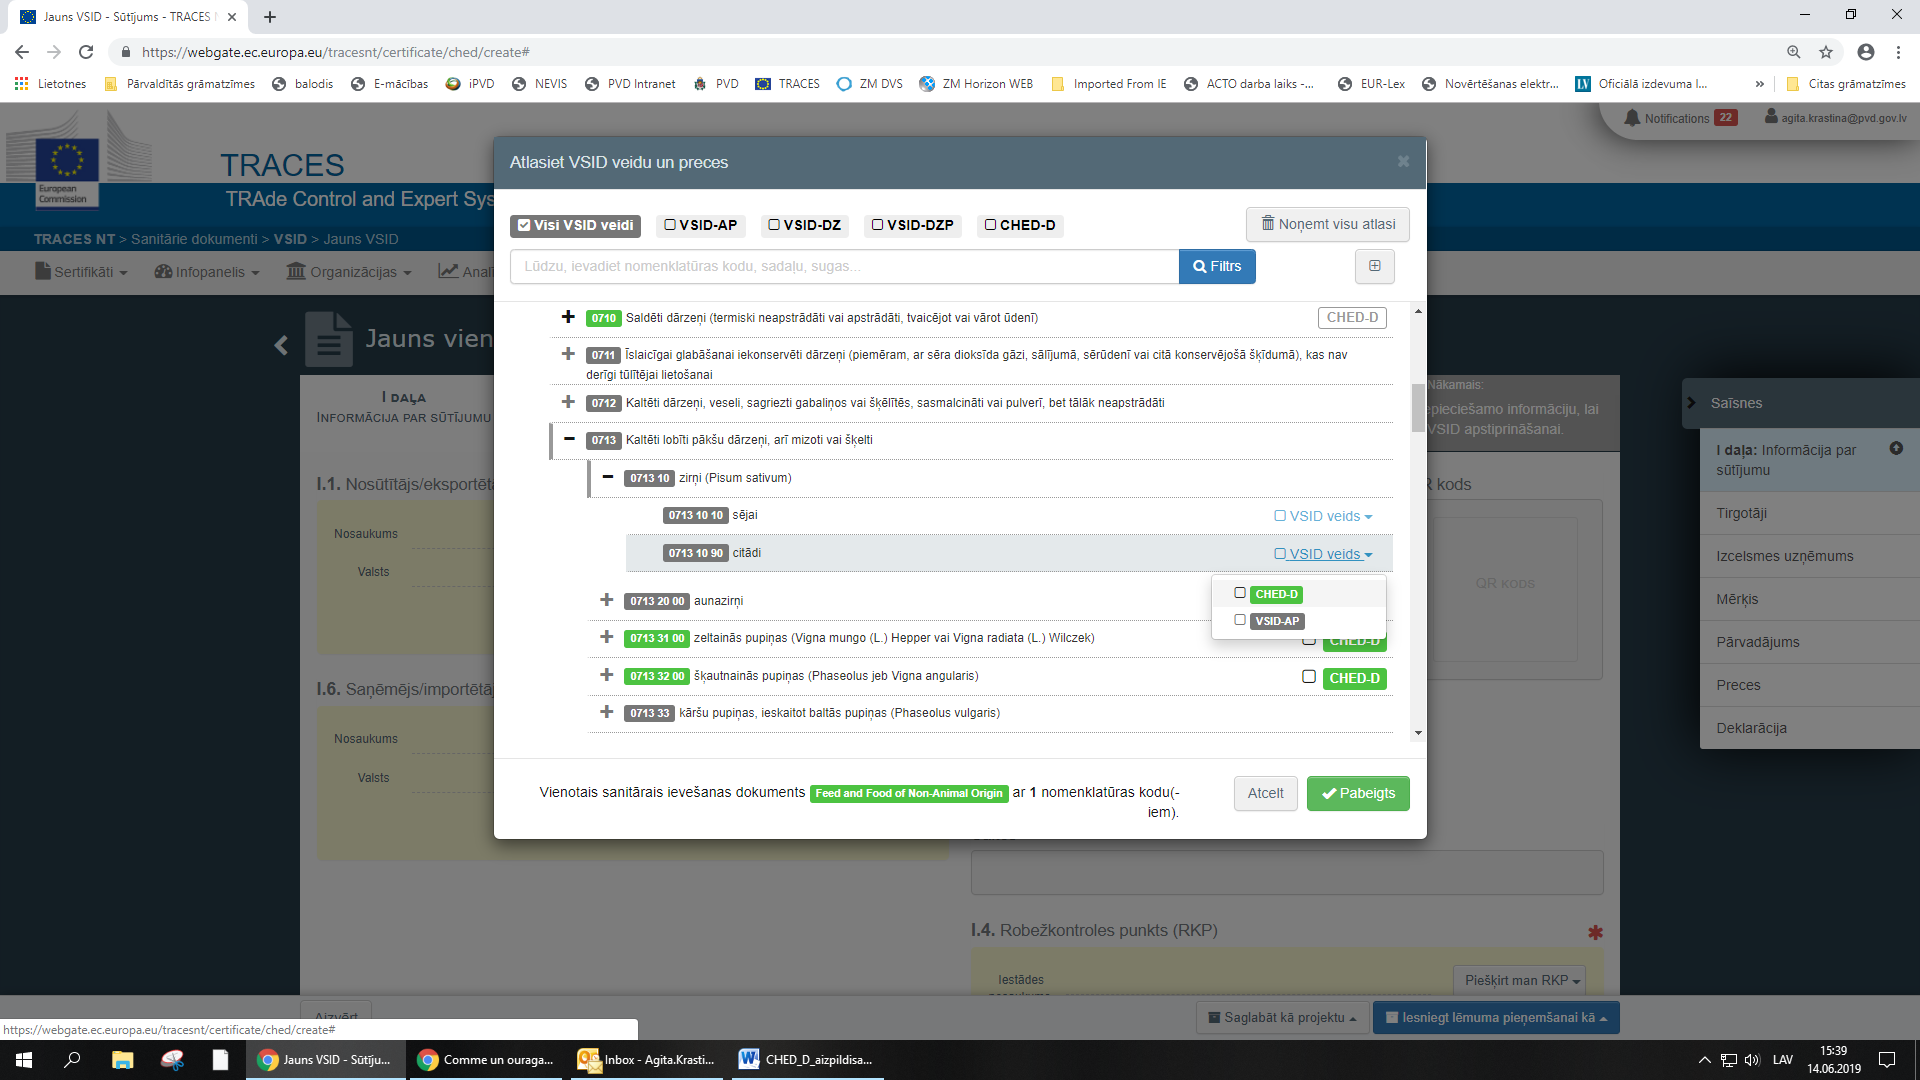 Jauns VSID - Sūtījums - TRACES
https://webgate.ec.europa.eu/tracesnt/certificate/ched/create#
Lietotnes
Pārvaldītās grāmatzīmes
balodis
E-mācības
iPVD
NEVIS
PVD Intranet
PVD
TRACES
ZM DVS
ZM Horizon WEB
Imported From IE
ACTO darba laiks -...
EUR-Lex
Novērtēšanas elektr...
Oficiālā izdevuma I...
»
Citas grāmatzīmes
Notifications 22
agita.krastina@pvd.gov.lv
European
Commission
TRACES
TRAde Control and Expert Sys
TRACES NT > Sanitārie dokumenti > VSID > Jauns VSID
Sertifikāti
Infopanelis
Organizācijas
Anali
Jauns vien
I DAĻA
INFORMĀCIJA PAR SŪTĪJUMU
Nākamais:
epieciešamo informāciju, lai
VSID apstiprināšanai.
I.1. Nosūtītājs/eksportētā
Nosaukums
Valsts
I.6. Saņēmējs/importētāj
Nosaukums
Valsts
R kods
QR KODS
Atlasiet VSID veidu un preces
Visi VSID veidi
VSID-AP
VSID-DZ
VSID-DZP
CHED-D
Noņemt visu atlasi
Lūdzu, ievadiet nomenklatūras kodu, sadaļu, sugas...
Filtrs
0710 Saldēti dārzeņi (termiski neapstrādāti vai apstrādāti, tvaicējot vai vārot ūdenī)
CHED-D
0711 Īslaicīgai glabāšanai iekonservēti dārzeņi (piemēram, ar sēra dioksīda gāzi, sālījumā, sērūdenī vai citā konservējošā šķīdumā), kas nav
derīgi tūlītējai lietošanai
0712 Kaltēti dārzeņi, veseli, sagriezti gabaliņos vai šķēlītēs, sasmalcināti vai pulverī, bet tālāk neapstrādāti
0713 Kaltēti lobīti pākšu dārzeņi, arī mizoti vai šķelti
0713 10 zirņi (Pisum sativum)
0713 10 10 sējai
VSID veids
0713 10 90 citādi
VSID veids
CHED-D
VSID-AP
0713 20 00 aunazirņi
0713 31 00 zeltainās pupiņas (Vigna mungo (L.) Hepper vai Vigna radiata (L.) Wilczek)
CHED-D
0713 32 00 šķautnainās pupiņas (Phaseolus jeb Vigna angularis)
CHED-D
0713 33 kāršu pupiņas, ieskaitot baltās pupiņas (Phaseolus vulgaris)
Vienotais sanitārais ievešanas dokuments Feed and Food of Non-Animal Origin ar 1 nomenklatūras kodu(-
iem).
Atcelt
Pabeigts
Saīsnes
I daļa: Informācija par
sūtījumu
Tirgotāji
Izcelsmes uzņēmums
Mērķis
Pārvadājums
Preces
Deklarācija
I.4. Robežkontroles punkts (RKP)
Iestādes
Piešķirt man RKP
Aizvērt
Saglabāt kā projektu
Iesniegt lēmuma pieņemšanai kā
https://webgate.ec.europa.eu/tracesnt/certificate/ched/create#
Jauns VSID - Sūtīju...
Comme un ouraga...
Inbox - Agita.Krasti...
CHED_D_aizpildisa...
LAV
15:39
14.06.2019